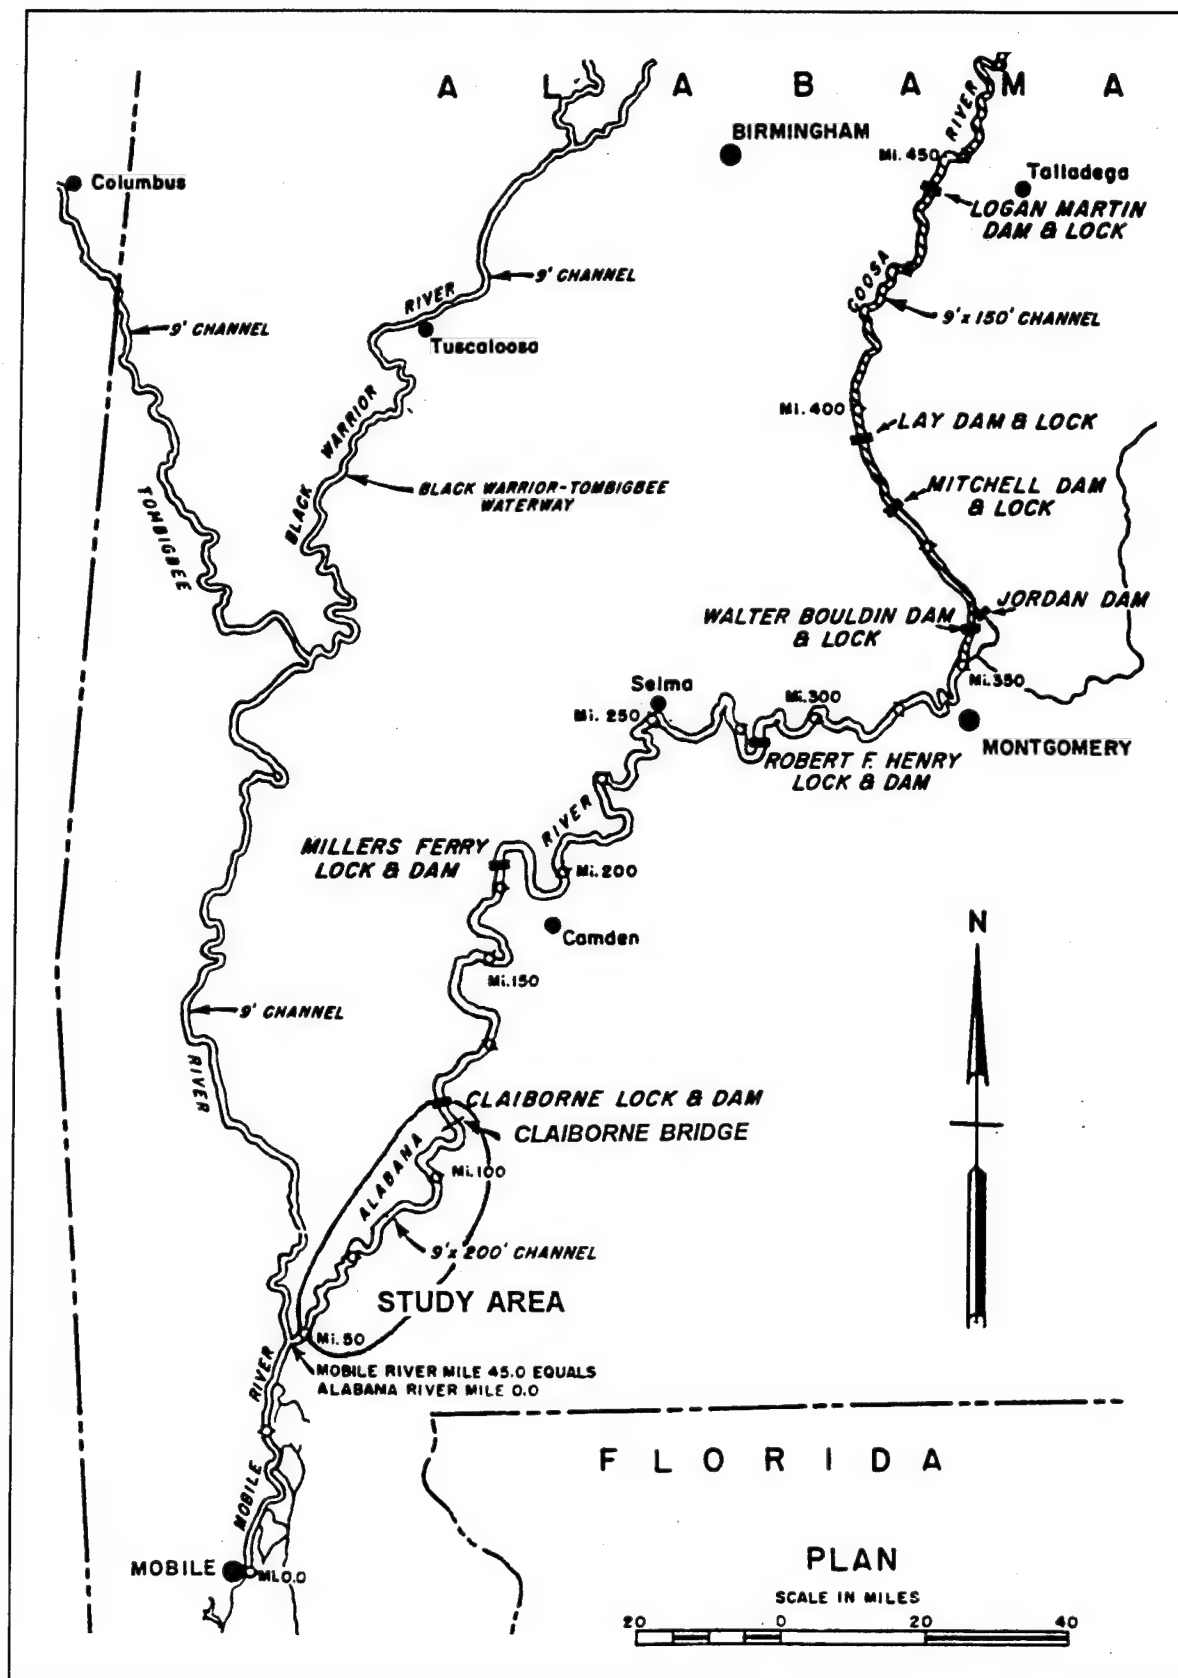 A L A B A M A
BIRMINGHAM
RIVER
Mi. 450
Talladega
Columbus
LOGAN MARTIN
DAM & LOCK
9' CHANNEL
RIVER
COOSA
9' x 150' CHANNEL
9' CHANNEL
Tuscaloosa
WARRIOR
Mi. 400
LAY DAM & LOCK
BLACK
BLACK WARRIOR-TOMBIGBEE
WATERWAY
MITCHELL DAM
& LOCK
TOMBIGBEE
JORDAN DAM
WALTER BOULDIN DAM
& LOCK
Mi. 350
Selma
Mi. 300
Mi. 250
MONTGOMERY
ROBERT F. HENRY
LOCK & DAM
RIVER
MILLERS FERRY
LOCK & DAM
Mi. 200
N
Camden
Mi. 150
9' CHANNEL
RIVER
CLAIBORNE LOCK & DAM
CLAIBORNE BRIDGE
ALABAMA
Mi. 100
9' x 200' CHANNEL
STUDY AREA
Mi. 50
MOBILE RIVER MILE 45.0 EQUALS
ALABANA RIVER MILE 0.0
RIVER
FLORIDA
MOBILE
PLAN
MOBILE
Mi. 0.0
SCALE IN MILES
20 0 20 40